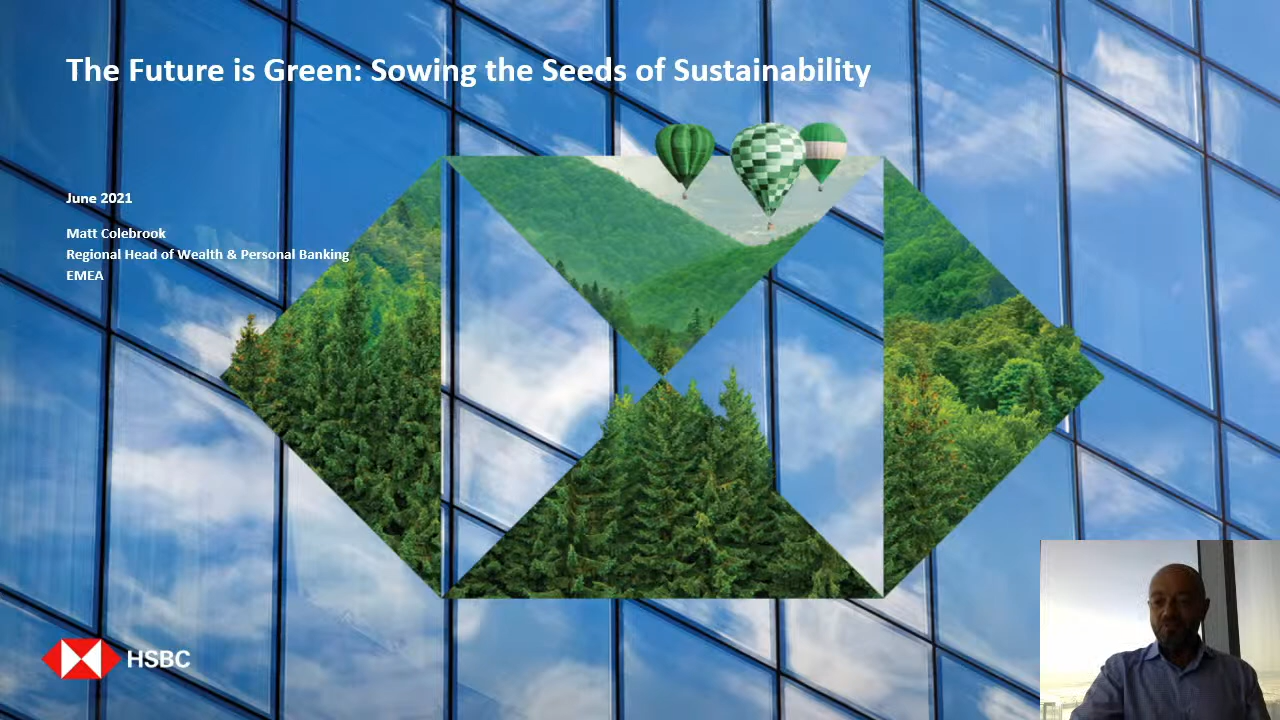 The Future is Green: Sowing the Seeds of Sustainability
June 2021
Matt Colebrook
Regional Head of Wealth & Personal Banking
EMEA
HSBC